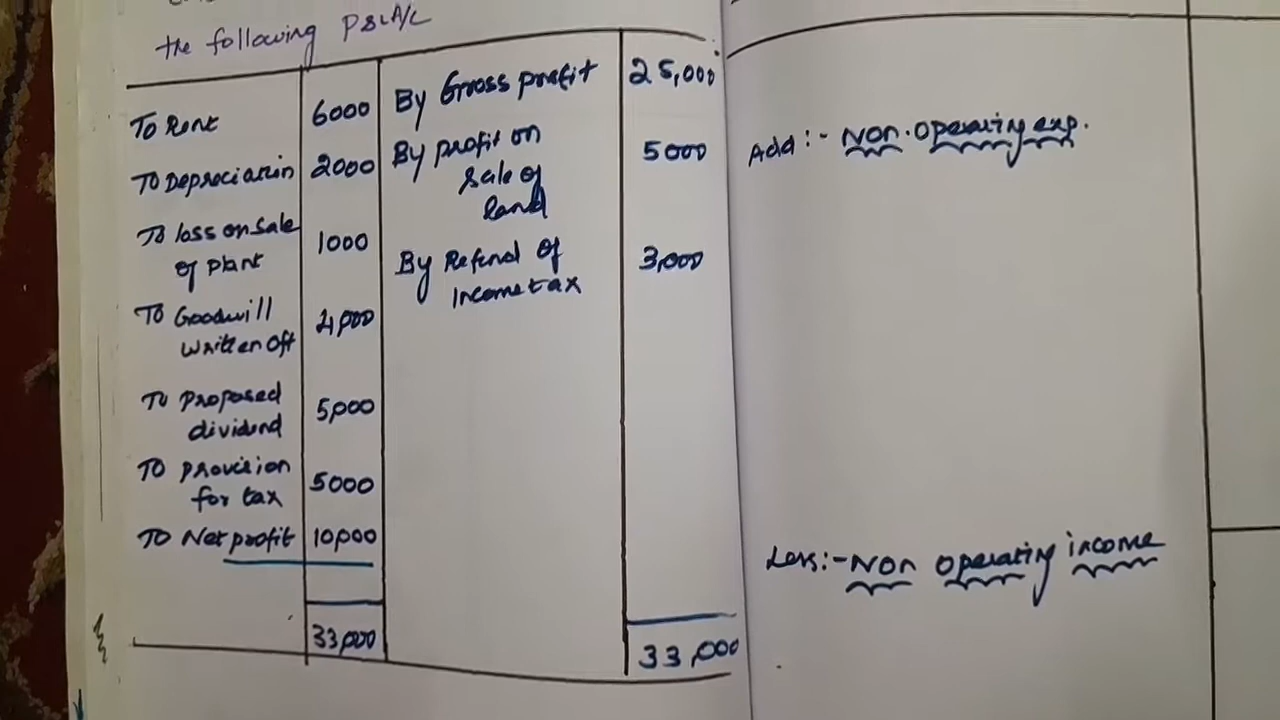 the following P&L A/C
To Rent 6000 By Gross profit 25,000
To Depreciation 2000 By profit on 5000
sale of
land
To loss on sale 1000
of plant
By Refund of 3,000
Income tax
To Goodwill 4,000
written off
To proposed 5,000
dividend
To provision 5000
for tax
To Net profit 10,000
33,000 33,000
Add:- Non-Operating exp.
Less:- Non Operating income